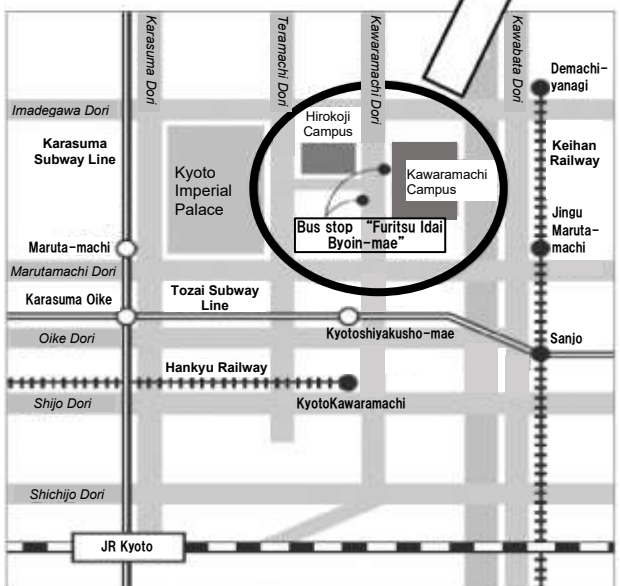 Karasuma Dori
Teramachi Dori
Kawaramachi Dori
Kawabata Dori
Demachi-
yanagi
Imadegawa Dori
Hirokoji
Campus
Karasuma
Subway Line
Keihan
Railway
Kyoto
Imperial
Palace
Kawaramachi
Campus
Bus stop “Furitsu Idai
Byoin-mae”
Jingu
Maruta-
machi
Maruta-machi
Marutamachi Dori
Karasuma Oike
Tozai Subway
Line
Oike Dori
Kyotoshiyakusho-mae
Sanjo
Hankyu Railway
Shijo Dori
KyotoKawaramachi
Shichijo Dori
JR Kyoto